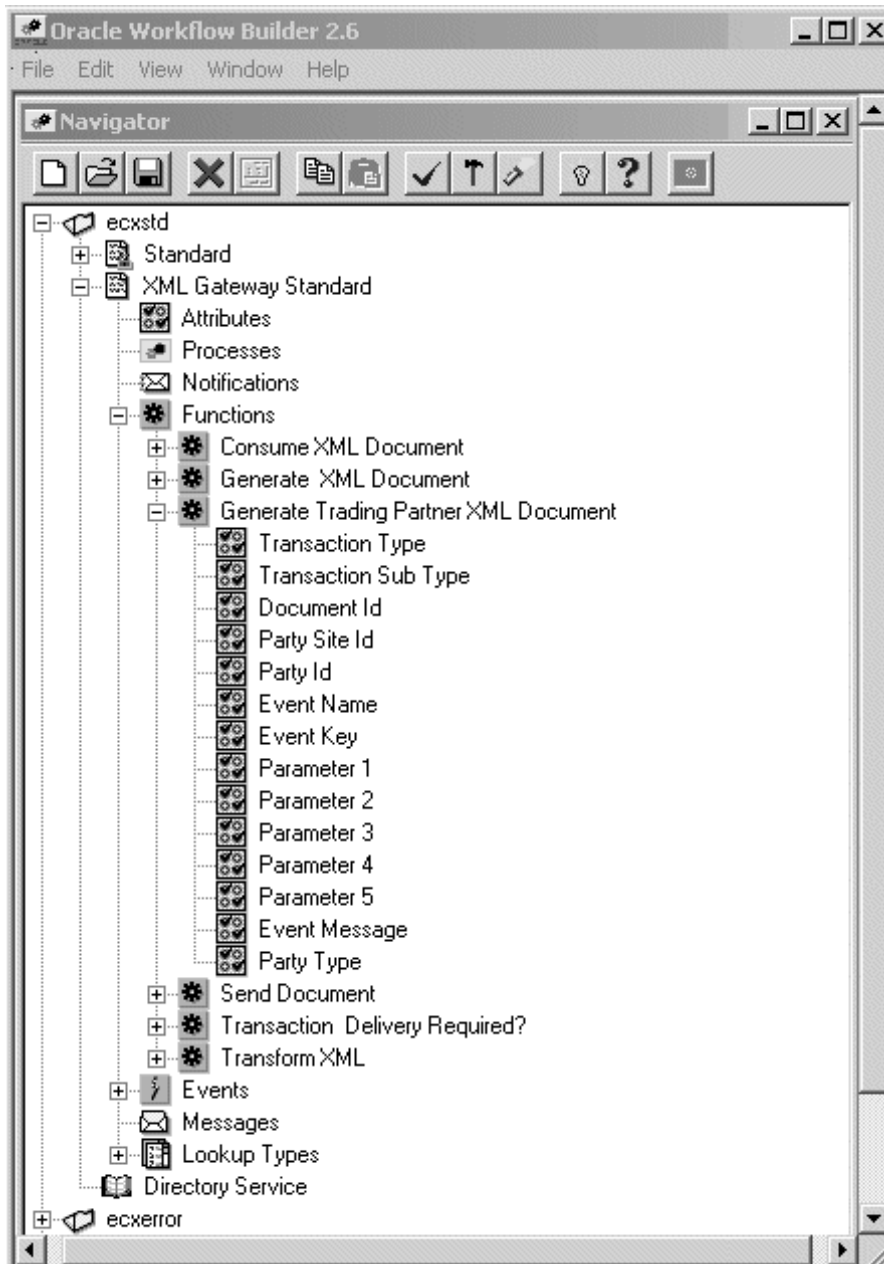 Oracle Workflow Builder 2.6
File Edit View Window Help
Navigator
ecxstd
Standard
XML Gateway Standard
Attributes
Processes
Notifications
Functions
Consume XML Document
Generate XML Document
Generate Trading Partner XML Document
Transaction Type
Transaction Sub Type
Document Id
Party Site Id
Party Id
Event Name
Event Key
Parameter 1
Parameter 2
Parameter 3
Parameter 4
Parameter 5
Event Message
Party Type
Send Document
Transaction Delivery Required?
Transform XML
Events
Messages
Lookup Types
Directory Service
ecxerror